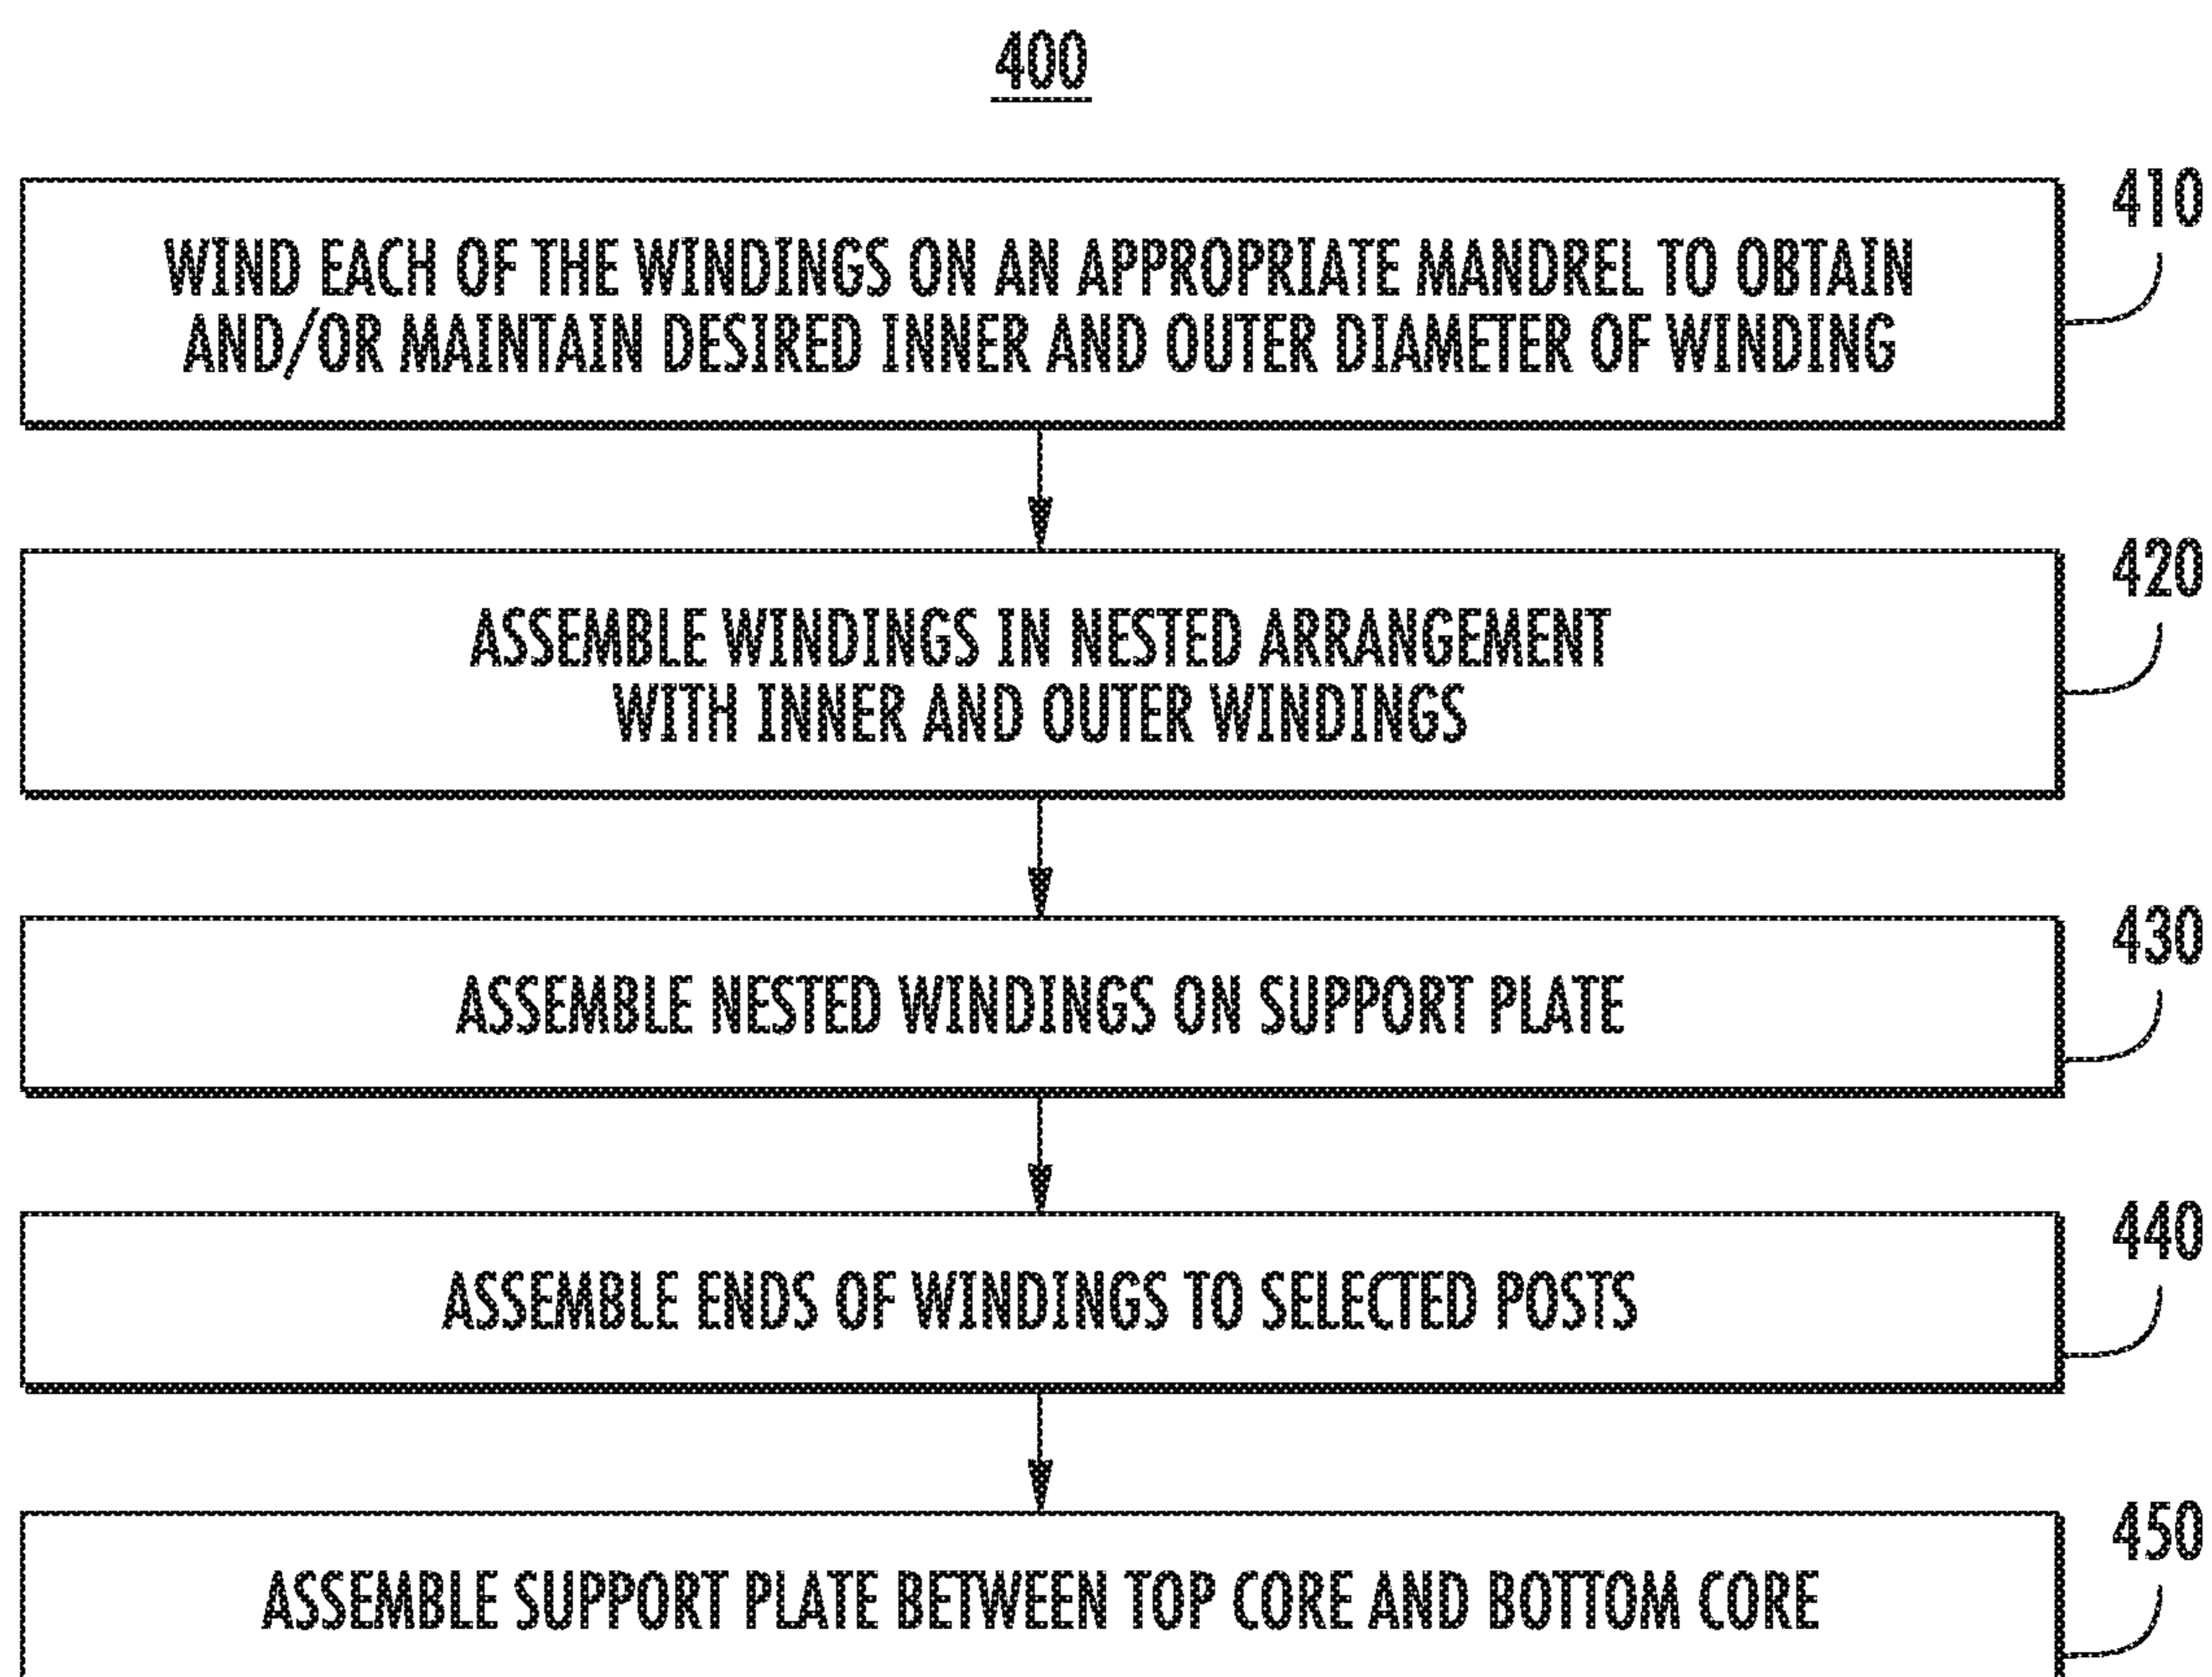 400
410
WIND EACH OF THE WINDINGS ON AN APPROPRIATE MANDREL TO OBTAIN
AND/OR MAINTAIN DESIRED INNER AND OUTER DIAMETER OF WINDING
420
ASSEMBLE WINDINGS IN NESTED ARRANGEMENT
WITH INNER AND OUTER WINDINGS
430
ASSEMBLE NESTED WINDINGS ON SUPPORT PLATE
440
ASSEMBLE ENDS OF WINDINGS TO SELECTED POSTS
450
ASSEMBLE SUPPORT PLATE BETWEEN TOP CORE AND BOTTOM CORE